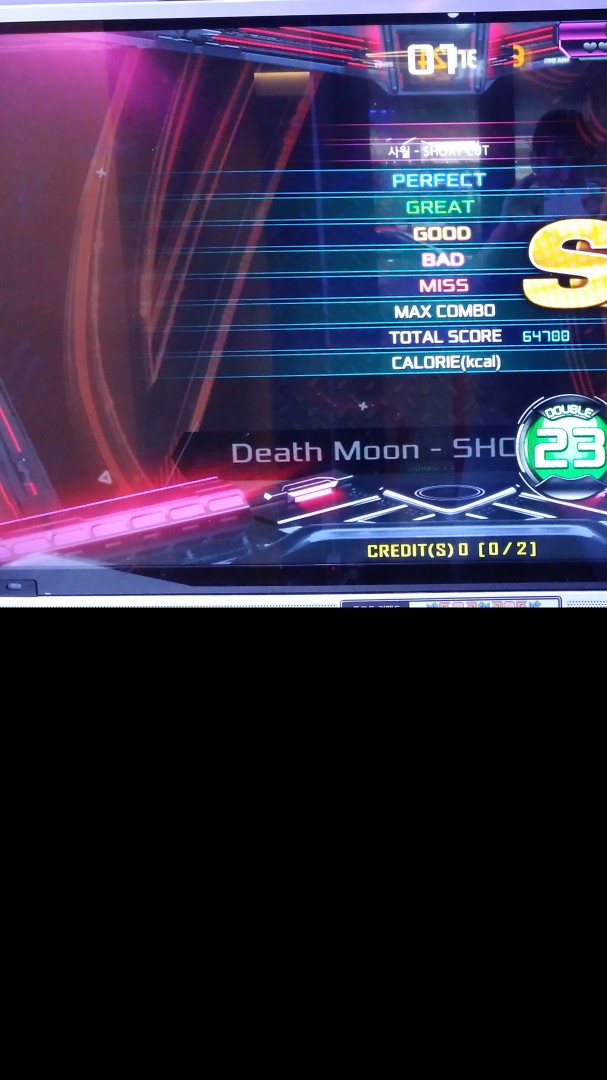 01
사월 - SHORT CUT
PERFECT
GREAT
GOOD
BAD
MISS
S
MAX COMBO
TOTAL SCORE 64700
CALORIE(kcal)
DOUBLE
Death Moon - SHO
23
CREDIT(S) 0 [0/2]